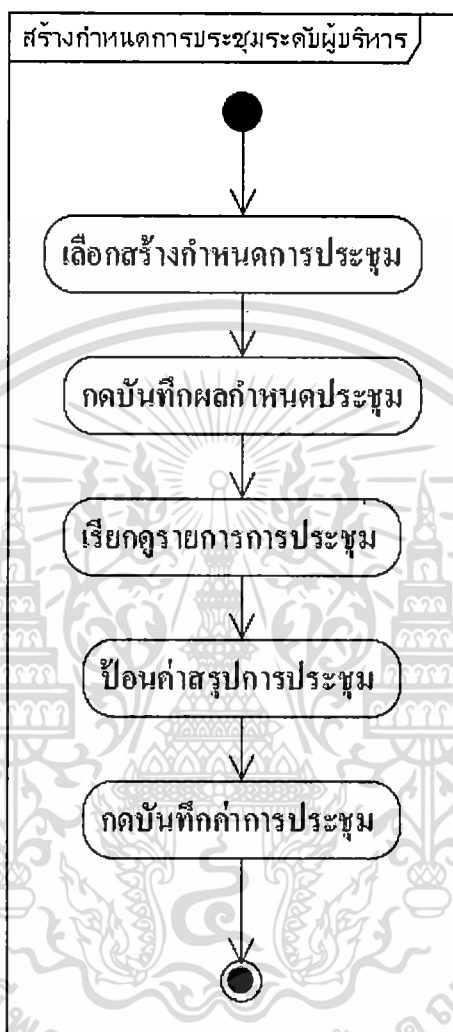 สร้างกำหนดการประชุมระดับผู้บริหาร
เลือกสร้างกำหนดการประชุม
กดบันทึกผลกำหนดประชุม
เรียกดูรายการการประชุม
ป้อนค่าสรุปการประชุม
กดบันทึกค่าการประชุม